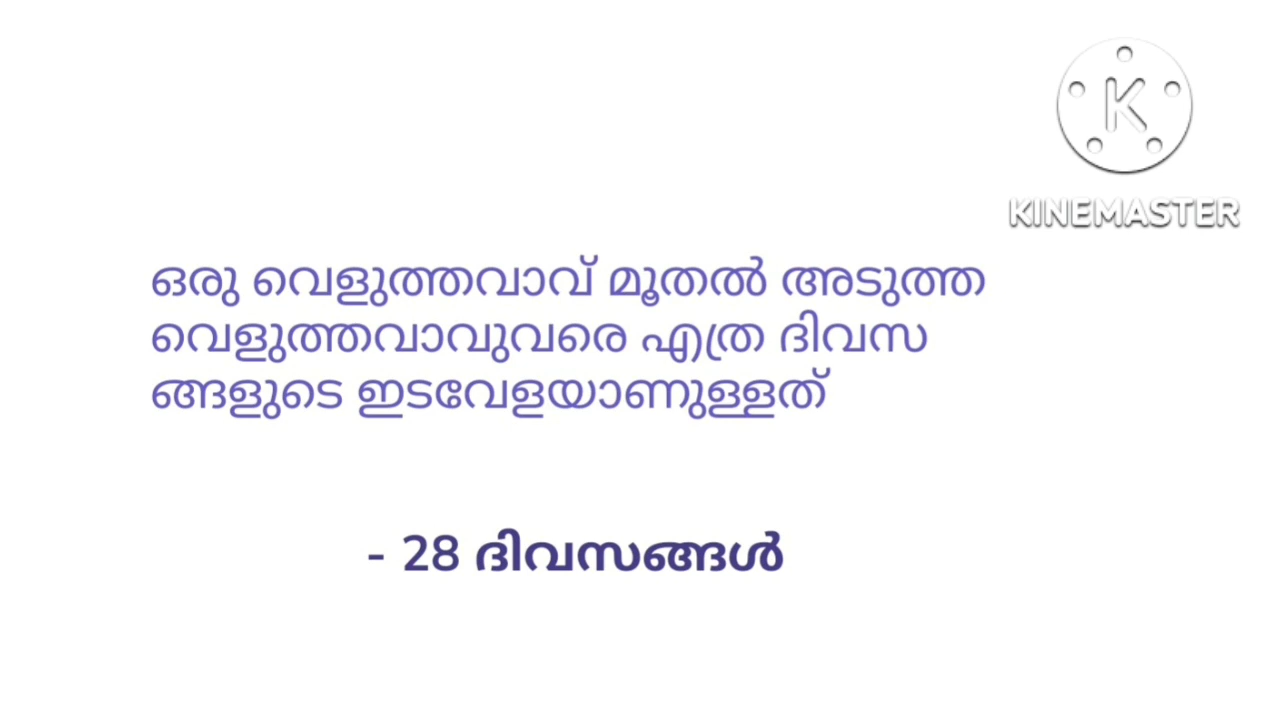 K
KINEMASTER
ഒരു വെളുത്തവാവ് മൂതൽ അടുത്ത
വെളുത്തവാവുവരെ എത്ര ദിവസ
ങ്ങളുടെ ഇടവേളയാണുള്ളത്
- 28 ദിവസങ്ങൾ